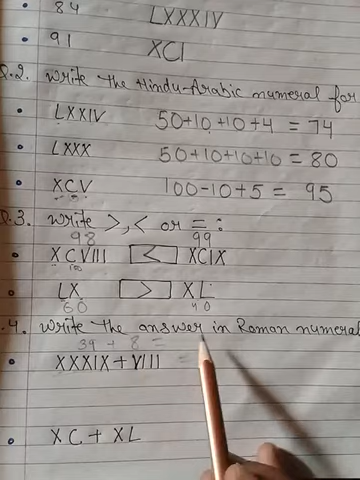 84 LXXXIV
91 XCI
Q.2. Write the Hindu-Arabic numeral for
LXXIV 50+10+10+4 = 74
LXXX 50+10+10+10 = 80
XCV 100-10+5 = 95
Q.3. Write >, < or = :
98 99
XCVIII < XCIX
100
LX > XL
60 40
4. Write the answer in Roman numeral
39 + 8 =
XXXIX + VIII =
XC + XL